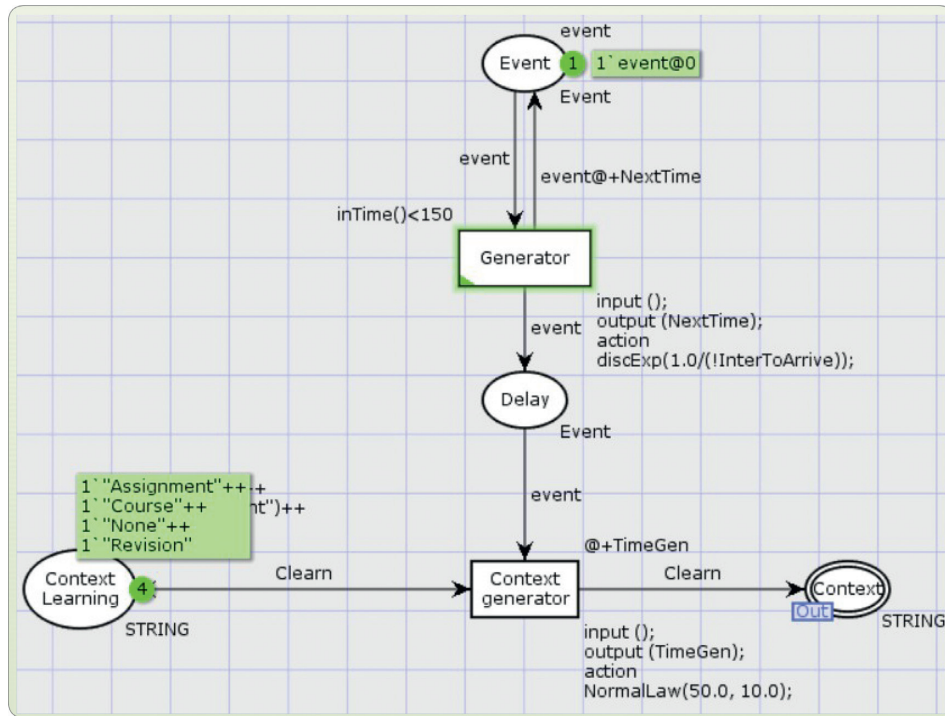 event
Event
1
1`event@0
Event
event
event@+NextTime
inTime()<150
Generator
input ();
output (NextTime);
action
discExp(1.0/(!InterToArrive));
event
Delay
Event
event
1`"Assignment"++
1`"Course"++
1`"None"++
1`"Revision"
+
nt")++
@+TimeGen
Context
Learning
4
STRING
Clearn
Context
generator
Clearn
Context
Out
STRING
input ();
output (TimeGen);
action
NormalLaw(50.0, 10.0);